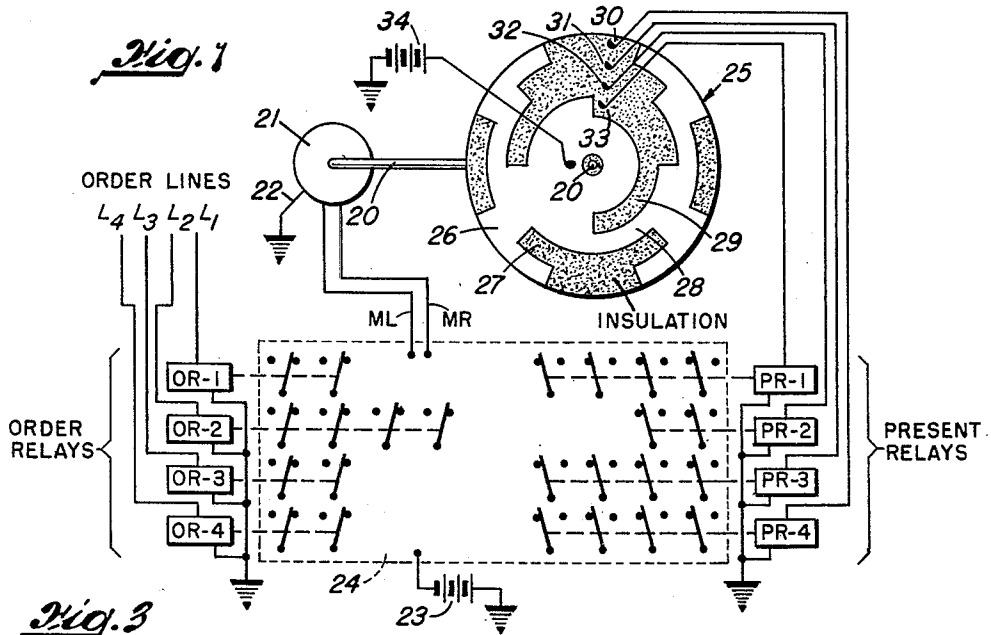 Fig. 1
34
32 31 30
25
21
33
20
20
22
ORDER LINES
L4 L3 L2 L1
26
27
28
29
INSULATION
ML MR
ORDER RELAYS
OR-1
OR-2
OR-3
OR-4
PR-1
PR-2
PR-3
PR-4
PRESENT RELAYS
24
23
Fig. 3